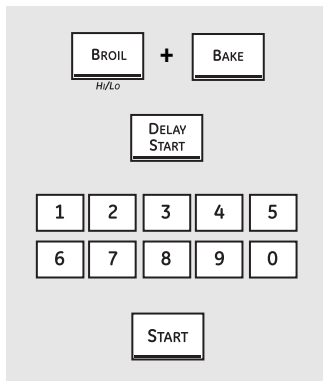 BROIL + BAKE
HI/LO
DELAY
START
1 2 3 4 5
6 7 8 9 0
START